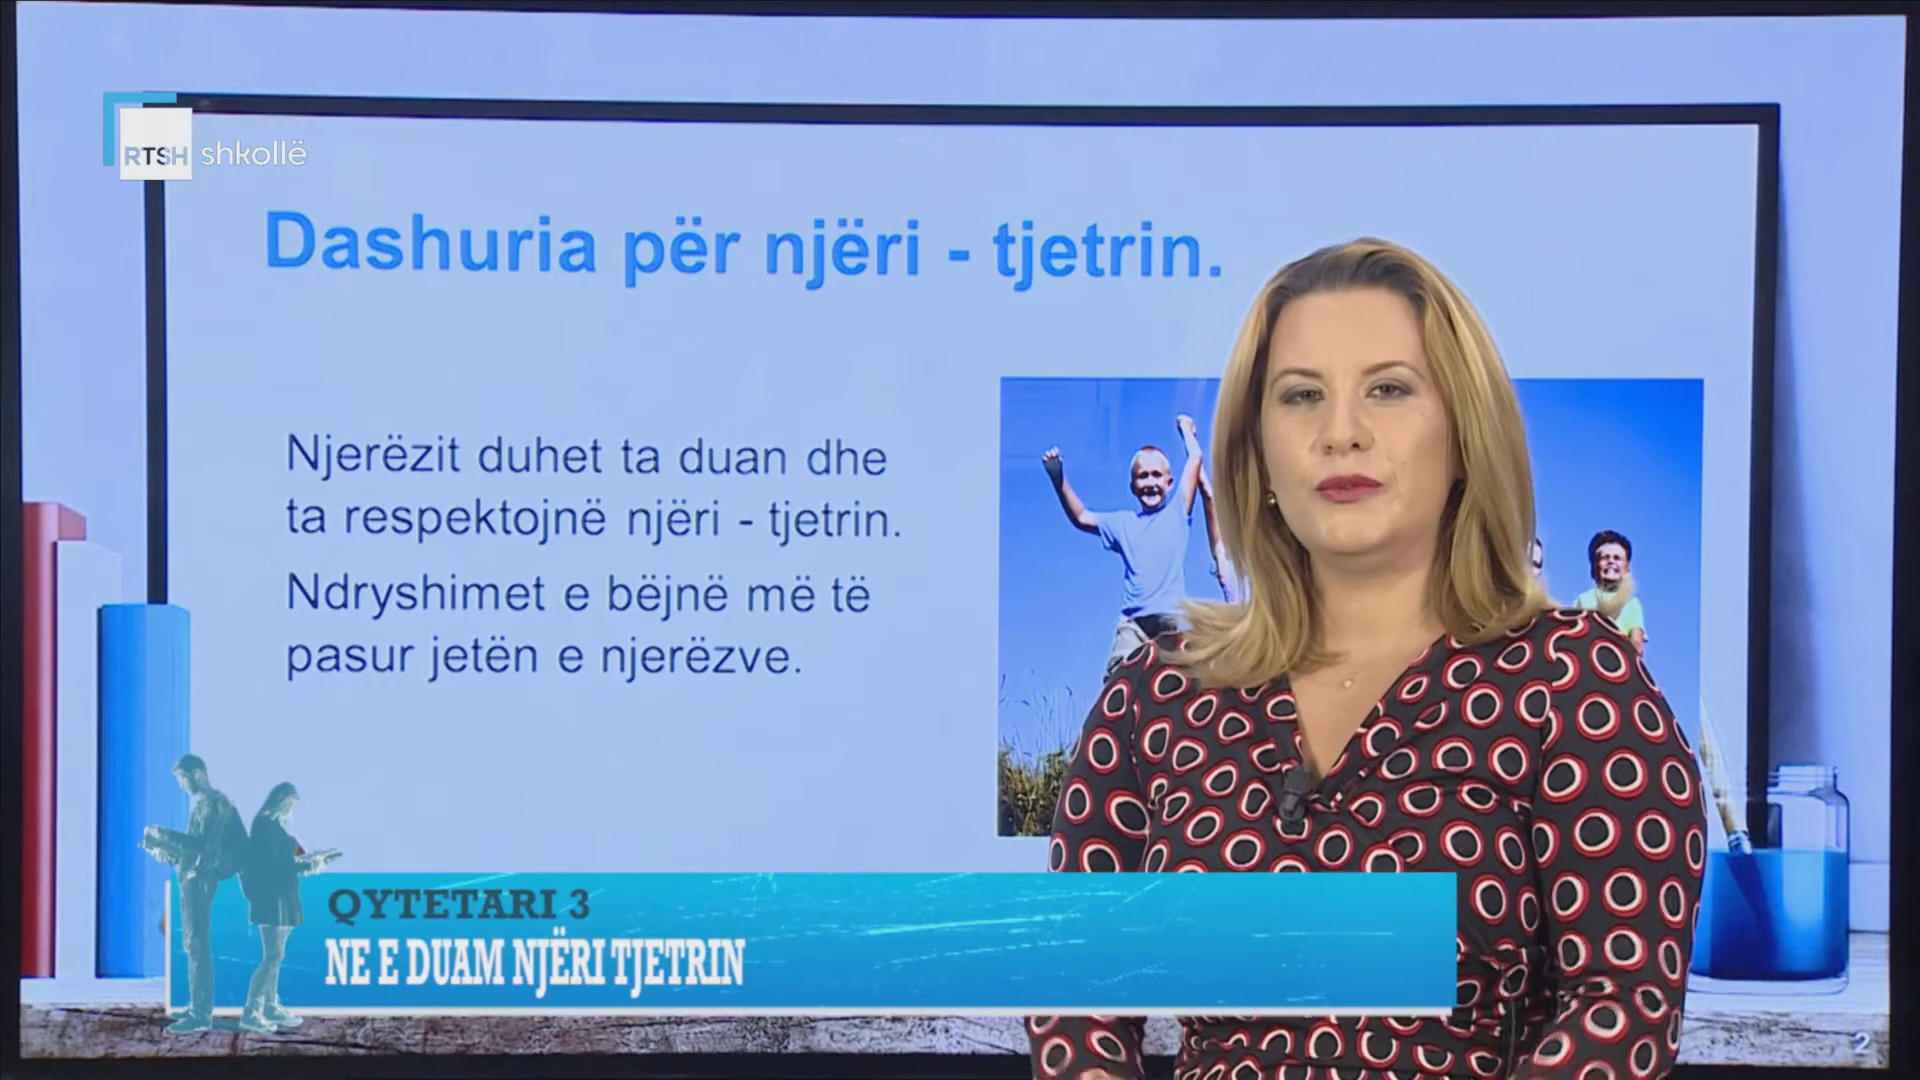 RTSH shkollë
Dashuria për njëri - tjetrin.
Njerëzit duhet ta duan dhe
ta respektojnë njëri - tjetrin.
Ndryshimet e bëjnë më të
pasur jetën e njerëzve.
QYTETARI 3
NE E DUAM NJËRI TJETRIN
2